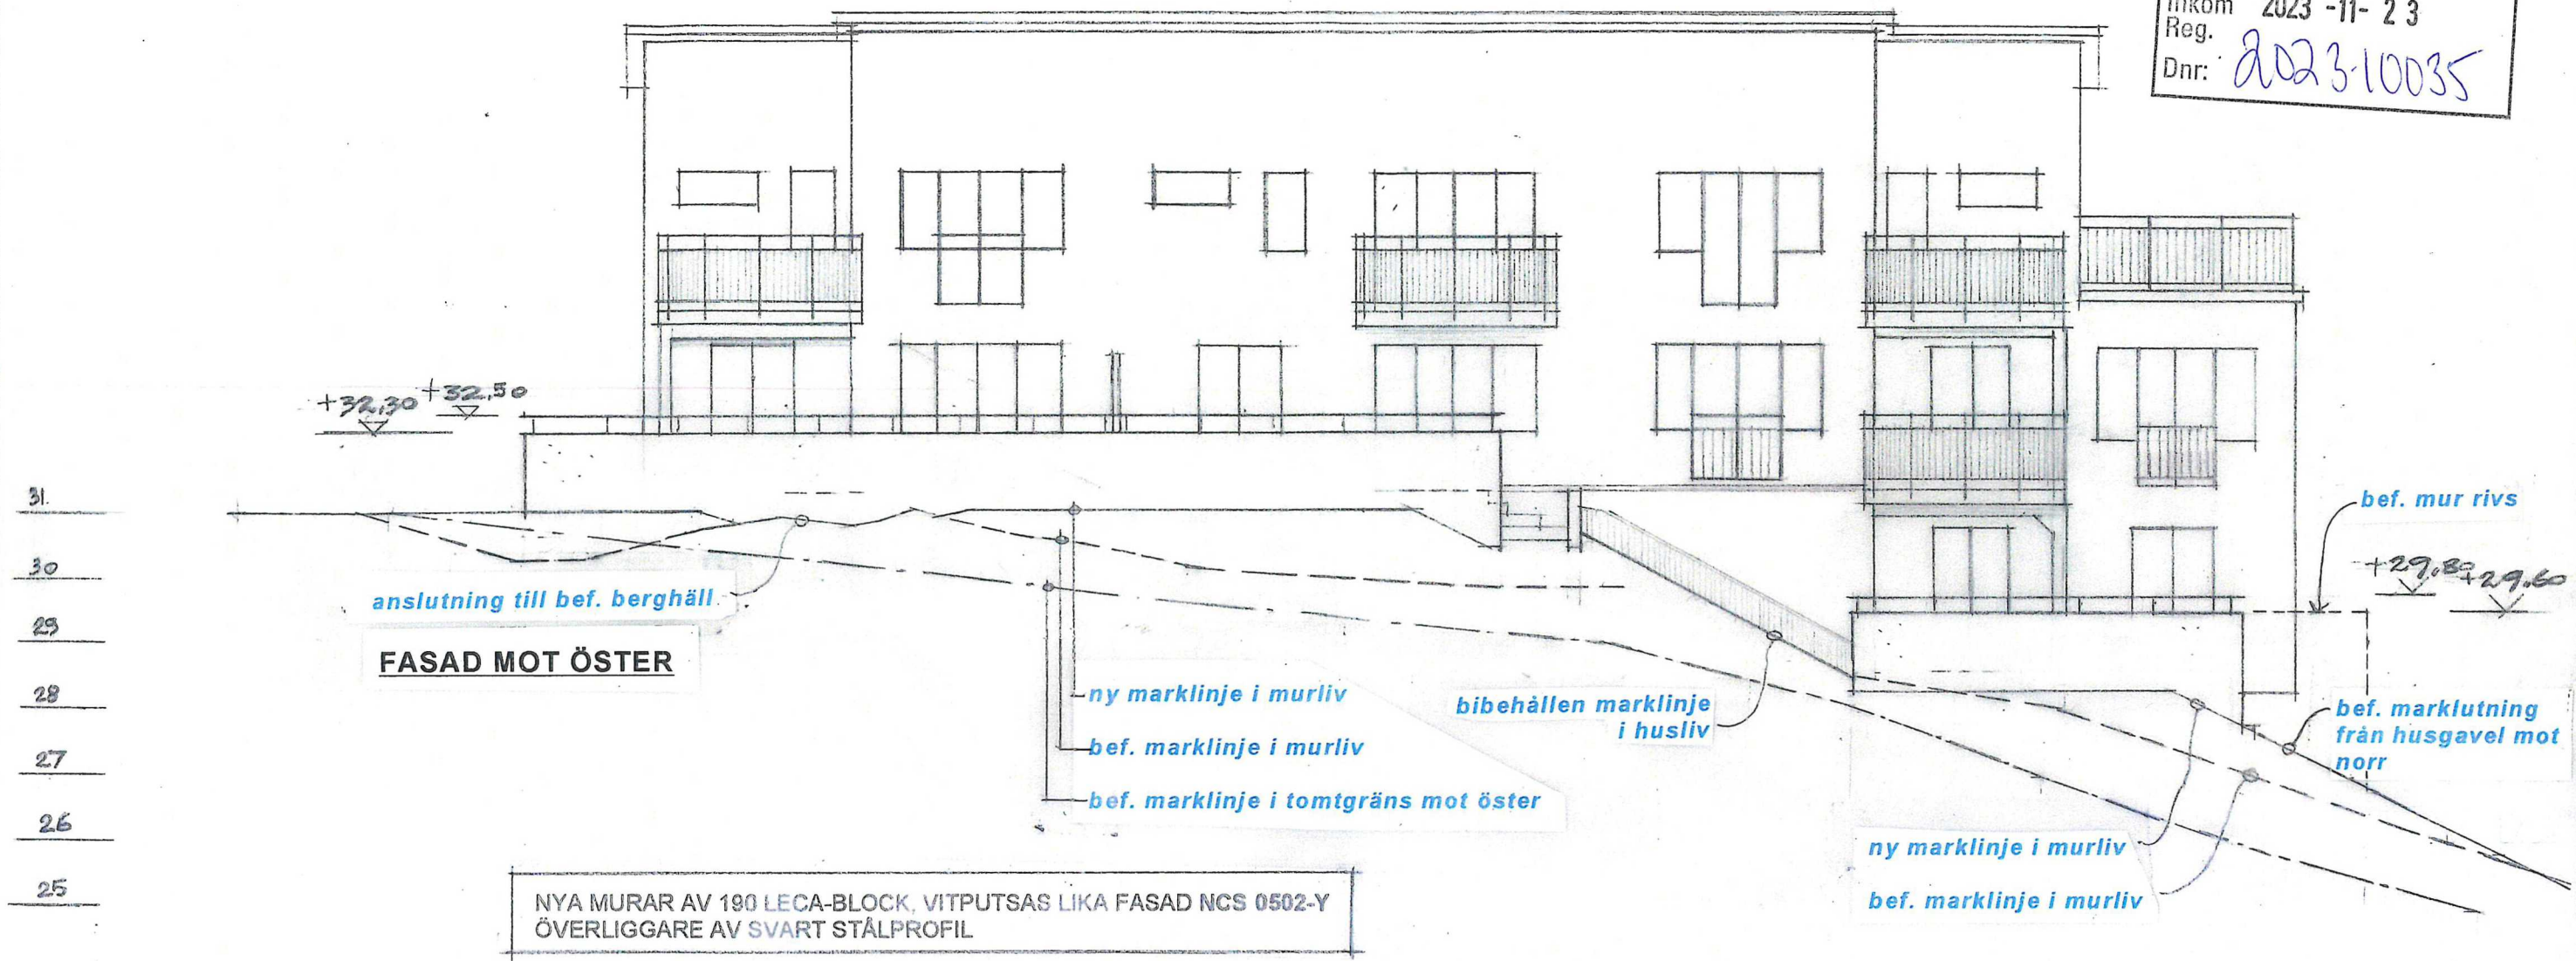 Inkom 2023-11-23
Reg.
Dnr: 2023-10035
+32,30
+32,50
31.
30
29
28
27
26
25
anslutning till bef. berghäll
FASAD MOT ÖSTER
ny marklinje i murliv
bef. marklinje i murliv
bef. marklinje i tomtgräns mot öster
bibehållen marklinje
i husliv
bef. mur rivs
+29,80
+29,60
bef. marklutning
från husgavel mot
norr
ny marklinje i murliv
bef. marklinje i murliv
NYA MURAR AV 190 LECA-BLOCK, VITPUTSAS LIKA FASAD NCS 0502-Y
ÖVERLIGGARE AV SVART STÅLPROFIL